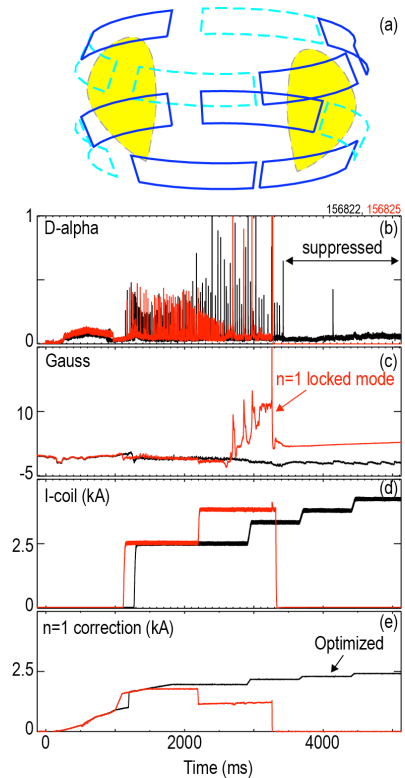 (a)
156822, 156825
D-alpha
(b)
suppressed
1
0
Gauss
(c)
n=1 locked mode
10
-5
I-coil (kA)
(d)
2.5
0
n=1 correction (kA)
(e)
Optimized
2.5
0
0 2000 4000
Time (ms)